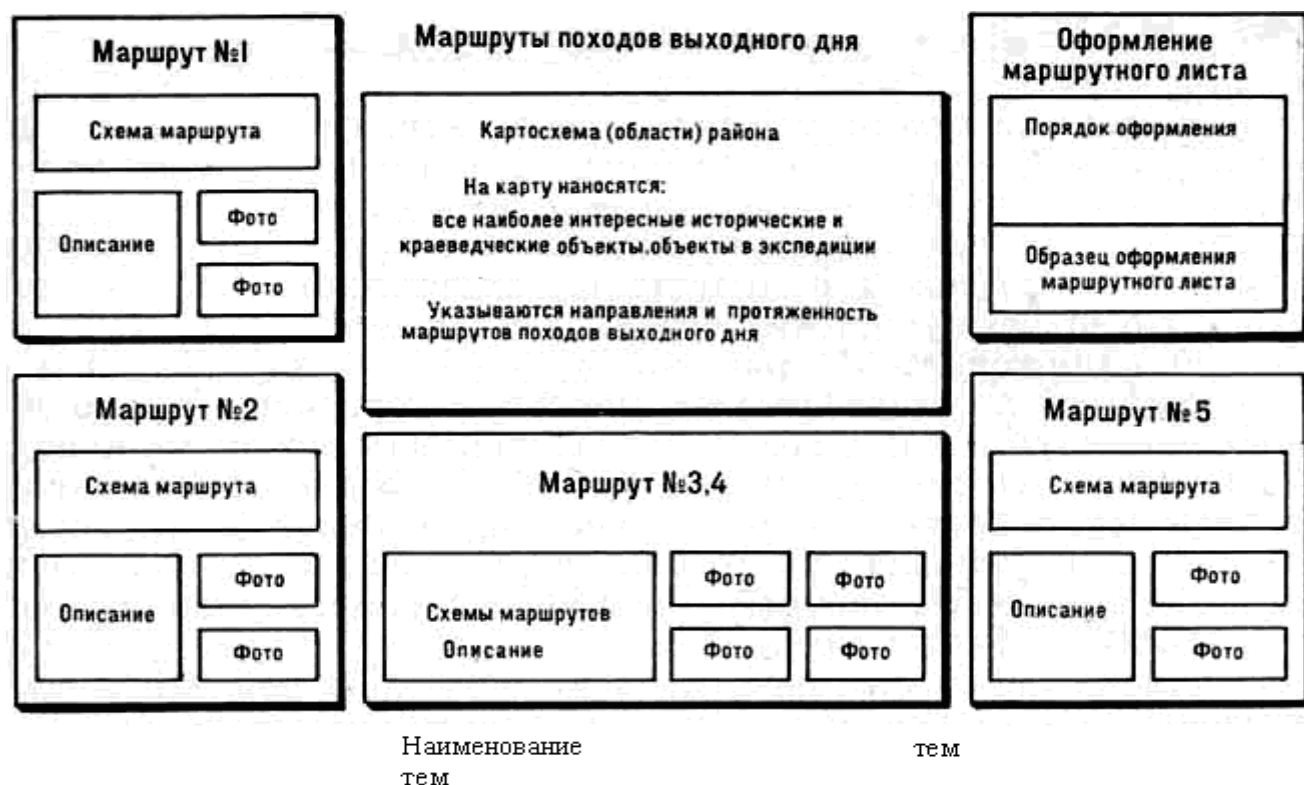 Маршрут №1
Схема маршрута
Описание
Фото
Фото
Маршруты походов выходного дня
Картосхема (области) района
На карту наносятся:
все наиболее интересные исторические и
краеведческие объекты.объекты в экспедиции
Указываются направления и протяженность
маршрутов походов выходного дня
Оформление
маршрутного листа
Порядок оформления
Образец оформления
маршрутного листа
Маршрут №2
Схема маршрута
Описание
Фото
Фото
Маршрут №3,4
Схемы маршрутов
Описание
Фото
Фото
Фото
Фото
Маршрут №5
Схема маршрута
Описание
Фото
Фото
Наименование тем
тем